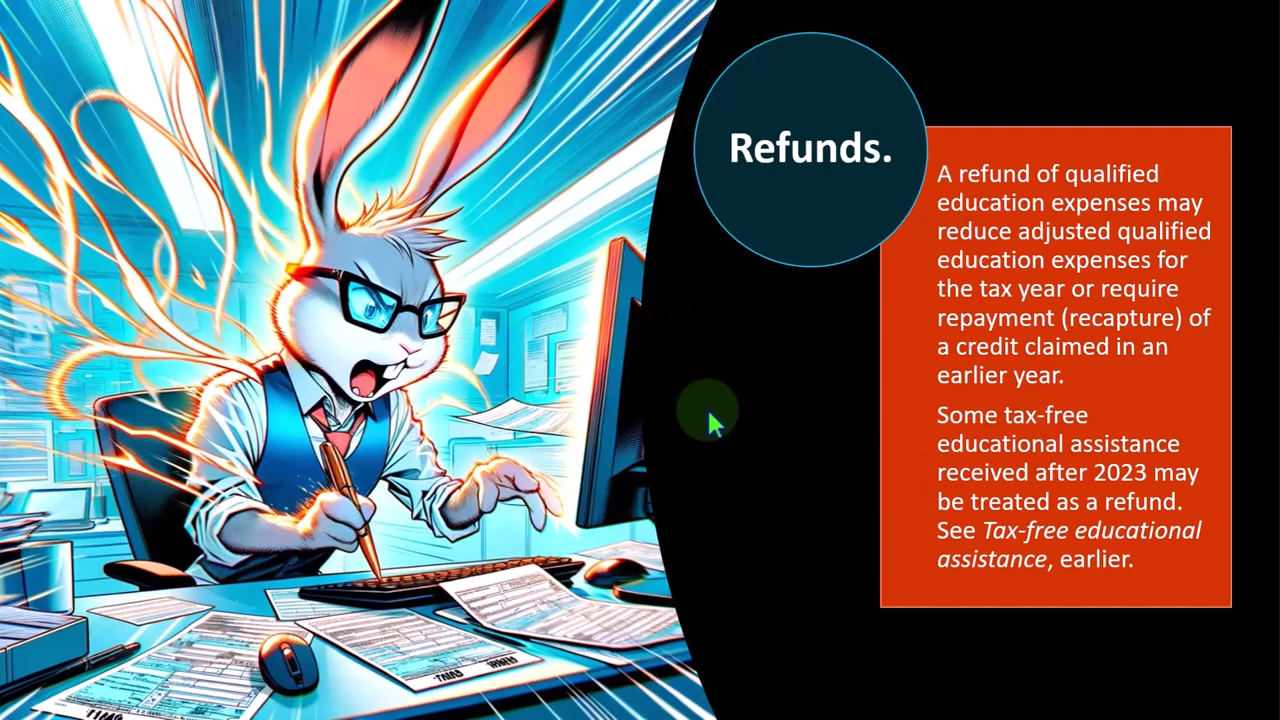 Refunds.
A refund of qualified
education expenses may
reduce adjusted qualified
education expenses for
the tax year or require
repayment (recapture) of
a credit claimed in an
earlier year.
Some tax-free
educational assistance
received after 2023 may
be treated as a refund.
See Tax-free educational
assistance, earlier.